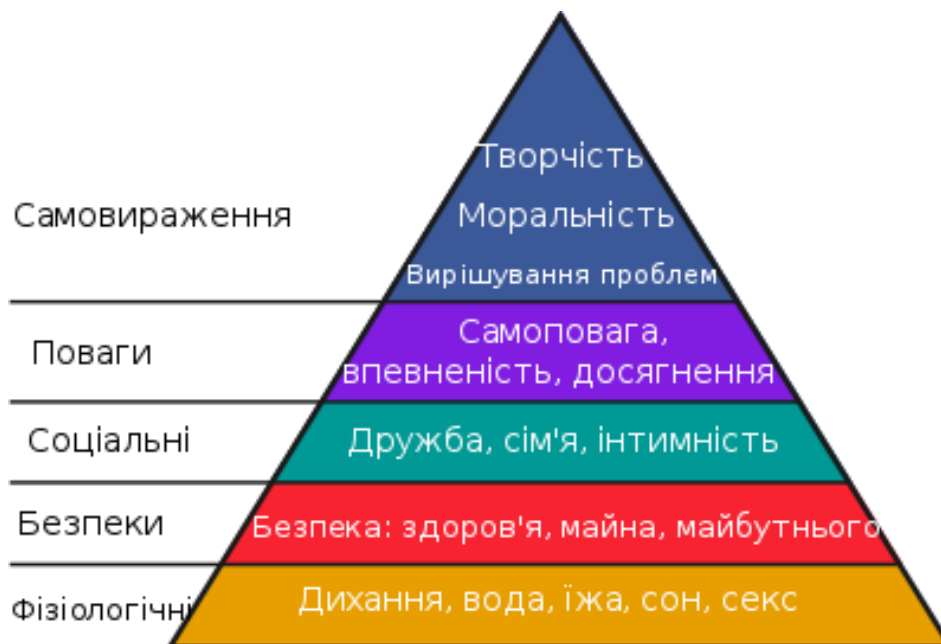 Творчість
Самовираження
Моральність
Вирішування проблем
Поваги
Самоповага,
впевненість, досягнення
Соціальні
Дружба, сім'я, інтимність
Безпеки
Безпека: здоров'я, майна, майбутнього
Фізіологічні
Дихання, вода, їжа, сон, секс